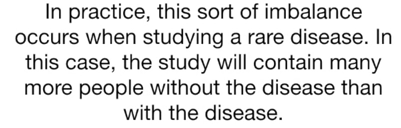 In practice, this sort of imbalance
occurs when studying a rare disease. In
this case, the study will contain many
more people without the disease than
with the disease.